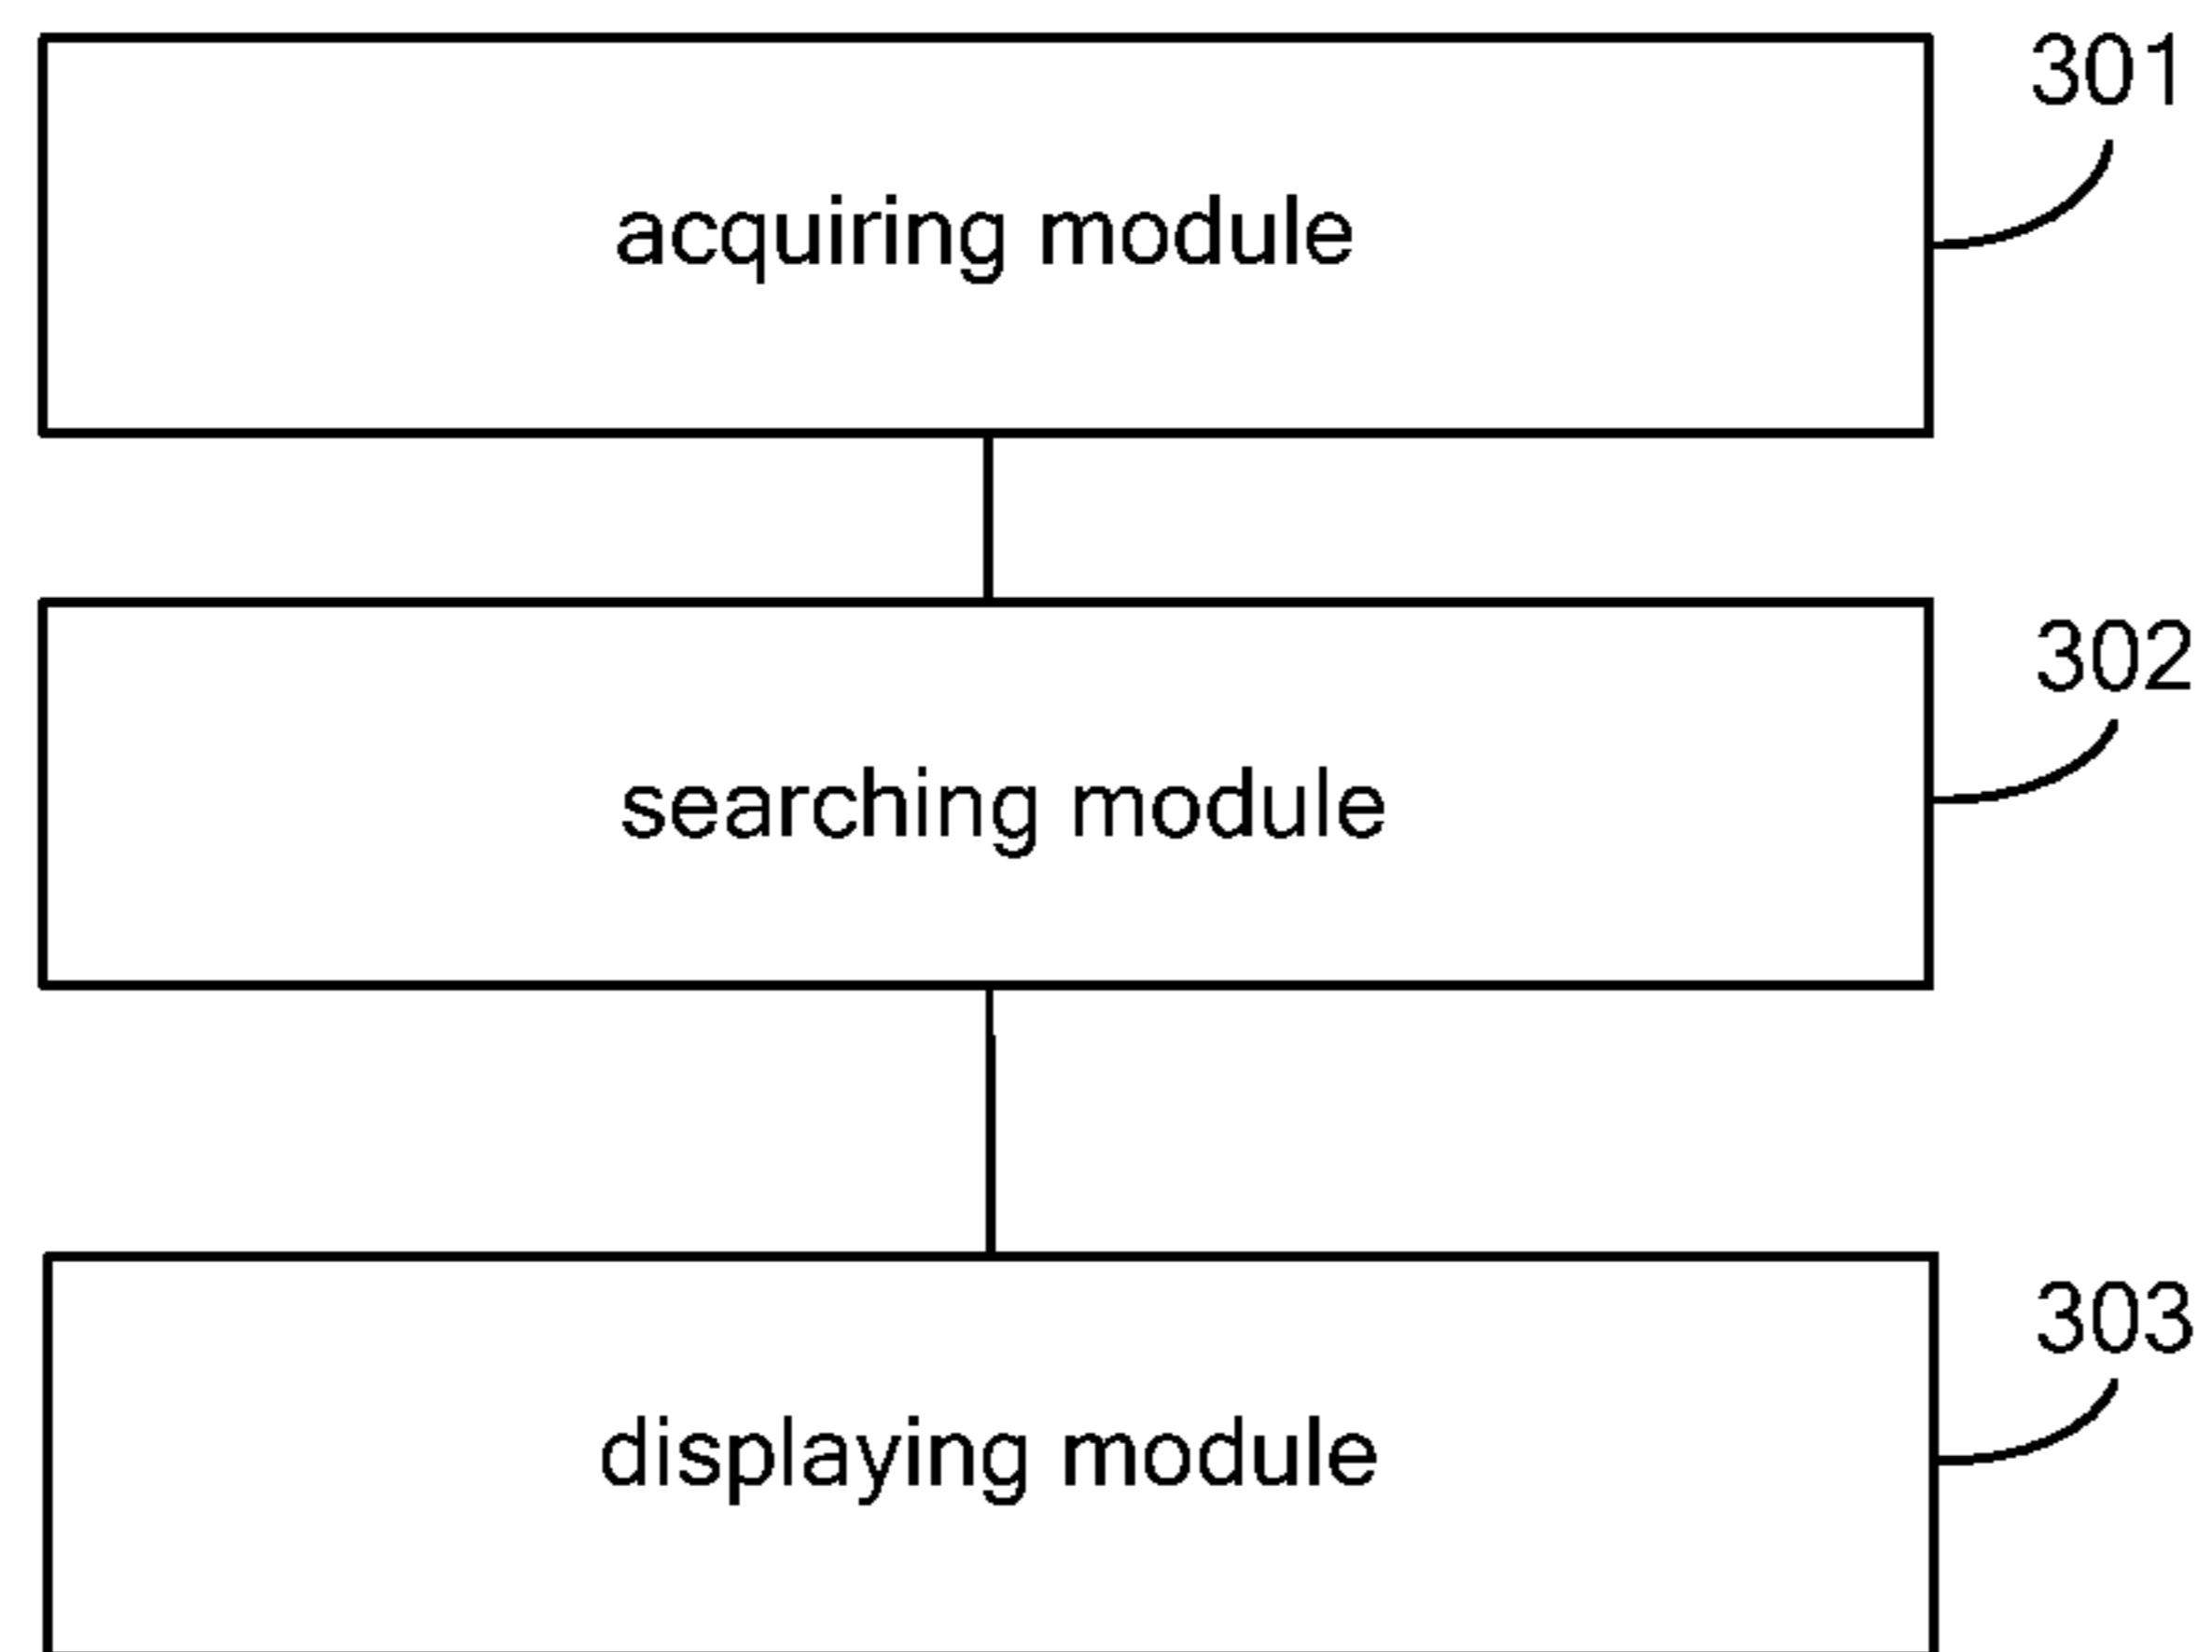 301
acquiring module
302
searching module
303
displaying module